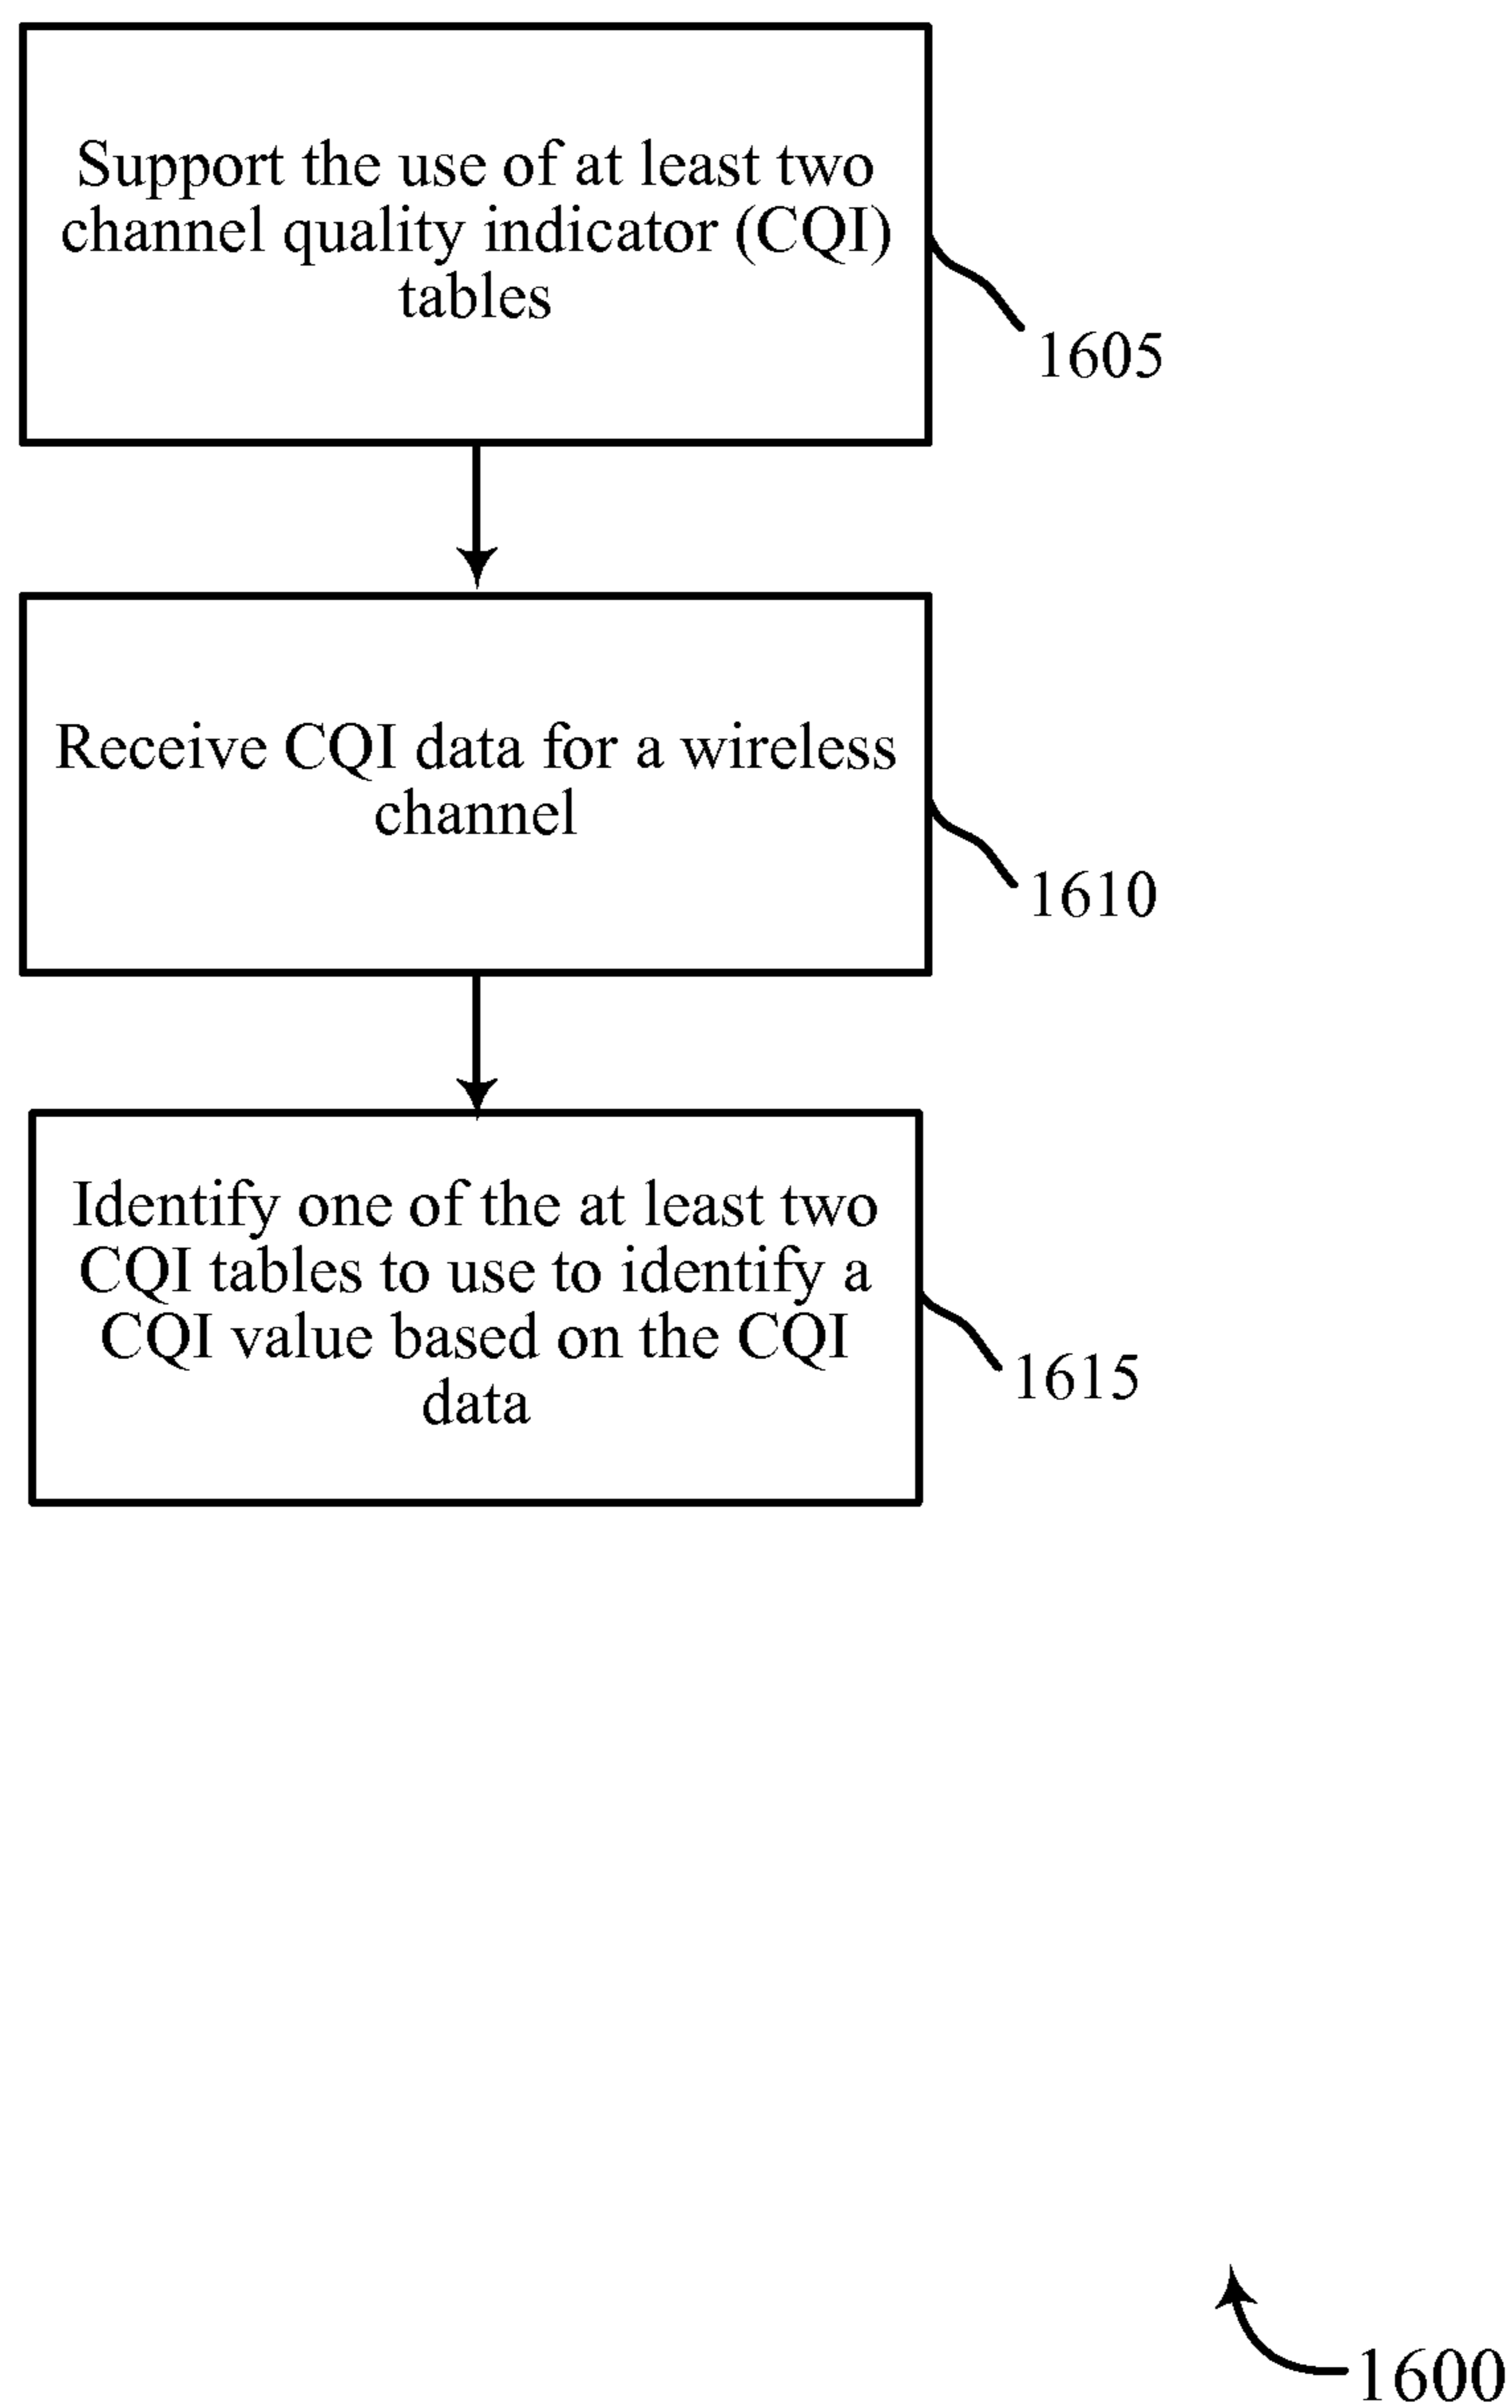 Support the use of at least two
channel quality indicator (CQI)
tables
1605
Receive CQI data for a wireless
channel
1610
Identify one of the at least two
CQI tables to use to identify a
CQI value based on the CQI
data
1615
1600